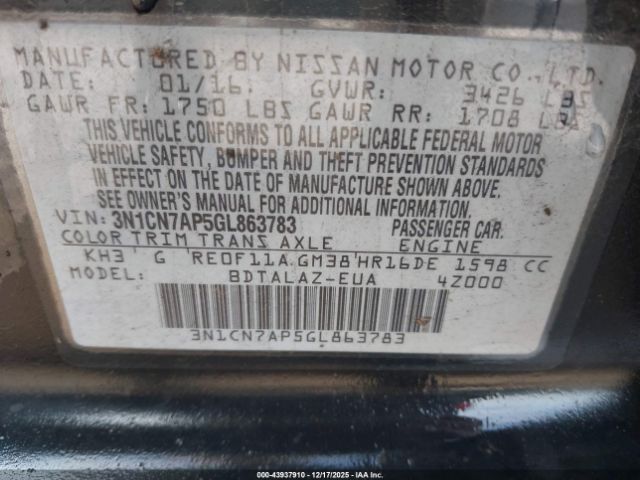 MANUFACTURED BY NISSAN MOTOR CO., LTD.
DATE: 01/16 GVWR: 3426 LBS
GAWR FR: 1750 LBS GAWR RR: 1708 LBS
THIS VEHICLE CONFORMS TO ALL APPLICABLE FEDERAL MOTOR
VEHICLE SAFETY, BUMPER AND THEFT PREVENTION STANDARDS
IN EFFECT ON THE DATE OF MANUFACTURE SHOWN ABOVE.
SEE OWNER'S MANUAL FOR ADDITIONAL INFORMATION.
VIN: 3N1CN7AP5GL863783 PASSENGER CAR.
COLOR TRIM TRANS AXLE ENGINE
KH3 G RE0F11A GM38 HR16DE 1598 CC
MODEL: BDTALAZ-EUA 4Z000
3N1CN7AP5GL863783
000-43937910 | 12/17/2025 | IAAI.com